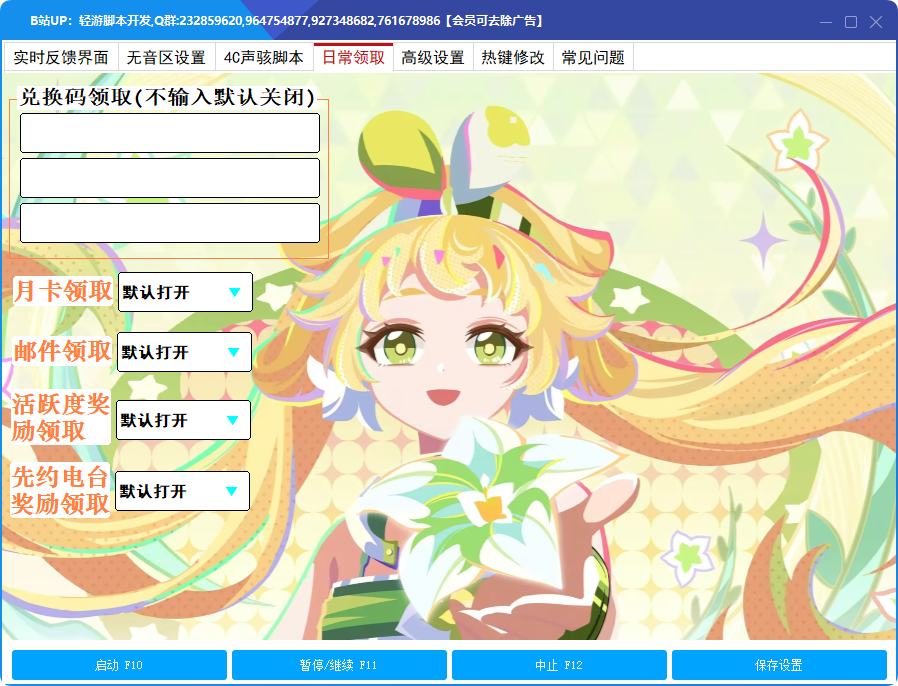 B站UP：轻游脚本开发,Q群:232859620,964754877,927348682,761678986【会员可去除广告】
实时反馈界面 无音区设置 4C声骇脚本 日常领取 高级设置 热键修改 常见问题
兑换码领取(不输入默认关闭)
月卡领取 默认打开
邮件领取 默认打开
活跃度奖
励领取 默认打开
先约电台
奖励领取 默认打开
启动 F10 暂停/继续 F11 中止 F12 保存设置